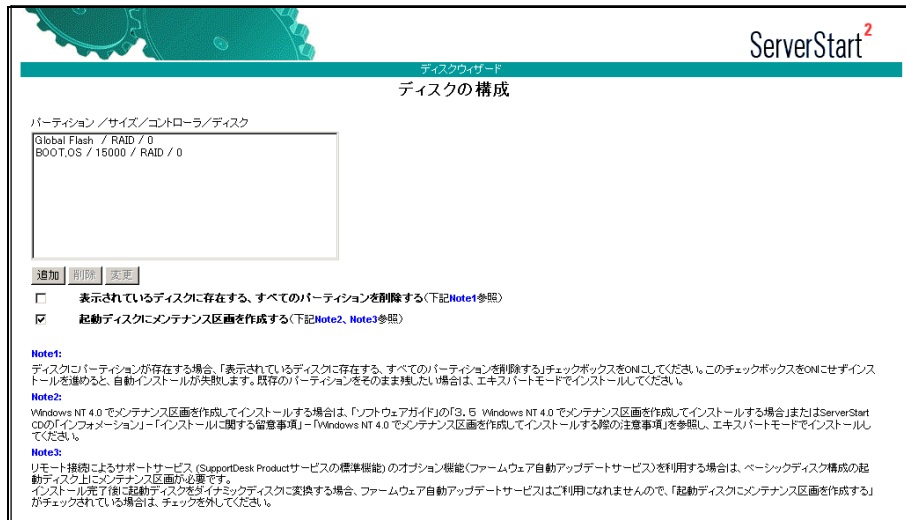 ServerStart2
ディスクウィザード
ディスクの構成
パーティション／サイズ／コントローラ／ディスク
Global Flash / RAID / 0
BOOT,OS / 15000 / RAID / 0
追加 削除 変更
表示されているディスクに存在する、すべてのパーティションを削除する（下記Note1参照）
起動ディスクにメンテナンス区画を作成する（下記Note2、Note3参照）
Note1:
ディスクにパーティションが存在する場合、「表示されているディスクに存在する、すべてのパーティションを削除する」チェックボックスをONにしてください。このチェックボックスをONにせずインス
トールを進めると、自動インストールが失敗します。既存のパーティションをそのまま残したい場合は、エキスパートモードでインストールしてください。
Note2:
Windows NT 4.0 でメンテナンス区画を作成してインストールする場合は、「ソフトウェアガイド」の「３．５ Windows NT 4.0 でメンテナンス区画を作成してインストールする場合」またはServerStart
CDの「インフォメーション」－「インストールに関する留意事項」－「Windows NT 4.0 でメンテナンス区画を作成してインストールする際の注意事項」を参照し、エキスパートモードでインストールし
てください。
Note3:
リモート接続によるサポートサービス (SupportDesk Productサービスの標準機能) のオプション機能（ファームウェア自動アップデートサービス）を利用する場合は、ベーシックディスク構成の起
動ディスク上にメンテナンス区画が必要です。
インストール完了後に起動ディスクをダイナミックディスクに変換する場合、ファームウェア自動アップデートサービスはご利用になれませんので、「起動ディスクにメンテナンス区画を作成する」
がチェックされている場合は、チェックを外してください。